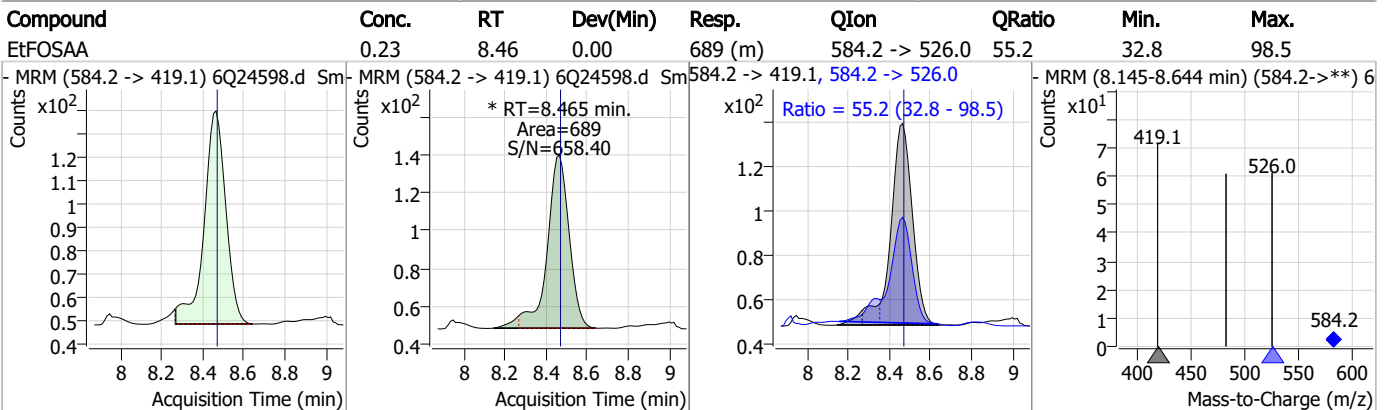 Compound Conc. RT Dev(Min) Resp. QIon QRatio Min. Max.
EtFOSAA 0.23 8.46 0.00 689 (m) 584.2 -> 526.0 55.2 32.8 98.5
- MRM (584.2 -> 419.1) 6Q24598.d Sm
Counts
x10²
1.2
1.1
1
0.9
0.8
0.7
0.6
0.5
0.4
8 8.2 8.4 8.6 8.8 9
Acquisition Time (min)
- MRM (584.2 -> 419.1) 6Q24598.d Sm
Counts
x10²
* RT=8.465 min.
Area=689
S/N=658.40
1.4
1.2
1
0.8
0.6
0.4
8 8.2 8.4 8.6 8.8 9
Acquisition Time (min)
584.2 -> 419.1, 584.2 -> 526.0
Counts
x10²
Ratio = 55.2 (32.8 - 98.5)
1.2
1
0.8
0.6
0.4
8 8.2 8.4 8.6 8.8 9
Acquisition Time (min)
- MRM (8.145-8.644 min) (584.2->**) 6
Counts
x10¹
419.1
526.0
584.2
7
6
5
4
3
2
1
0
400 450 500 550 600
Mass-to-Charge (m/z)